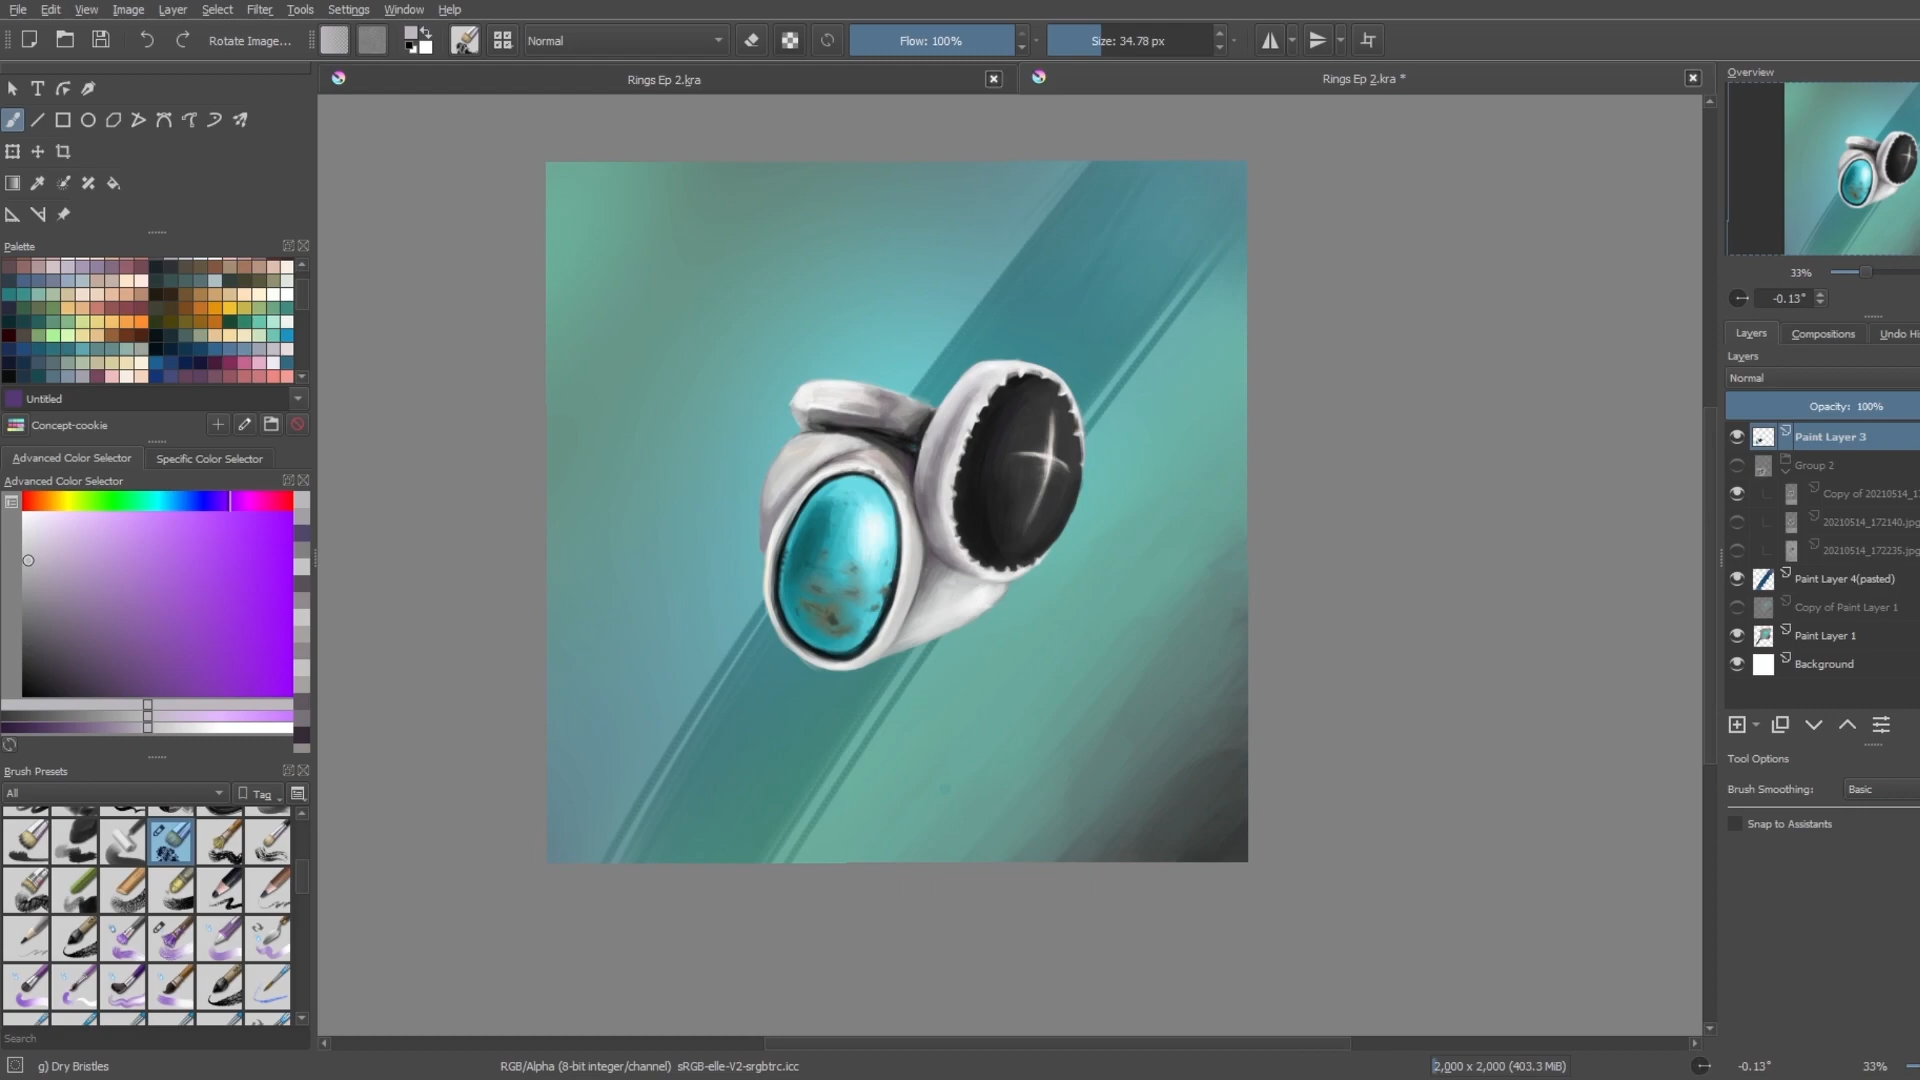 File Edit View Image Layer Select Filter Tools Settings Window Help
Rotate Image... Normal Flow: 100% Size: 34.78 px
Rings Ep 2.kra
Rings Ep 2.kra *
Overview
33%
-0.13°
Layers Compositions Undo Hi
Layers
Normal
Opacity: 100%
Paint Layer 3
Group 2
Copy of 20210514_17
20210514_172140.jpg
20210514_172235.jpg
Paint Layer 4(pasted)
Copy of Paint Layer 1
Paint Layer 1
Background
Tool Options
Brush Smoothing: Basic
Snap to Assistants
Palette
Untitled
Concept-cookie
Advanced Color Selector Specific Color Selector
Advanced Color Selector
Brush Presets
All Tag
Search
g) Dry Bristles
RGB/Alpha (8-bit integer/channel) sRGB-elle-V2-srgbtrc.icc
2,000 x 2,000 (403.3 MiB)
-0.13°
33%